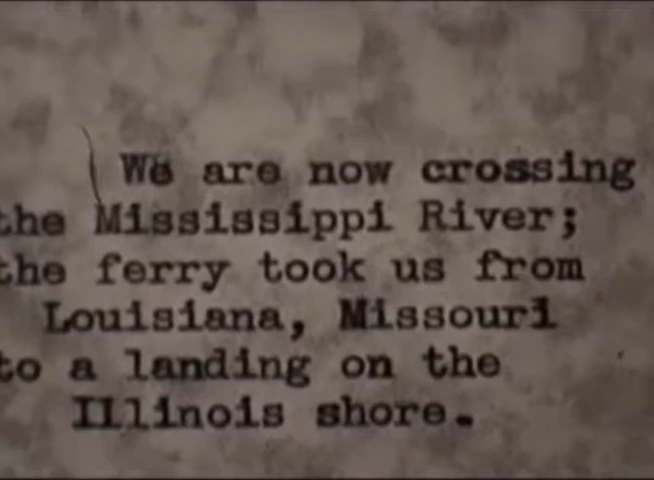 We are now crossing
the Mississippi River;
the ferry took us from
Louisiana, Missouri
to a landing on the
Illinois shore.